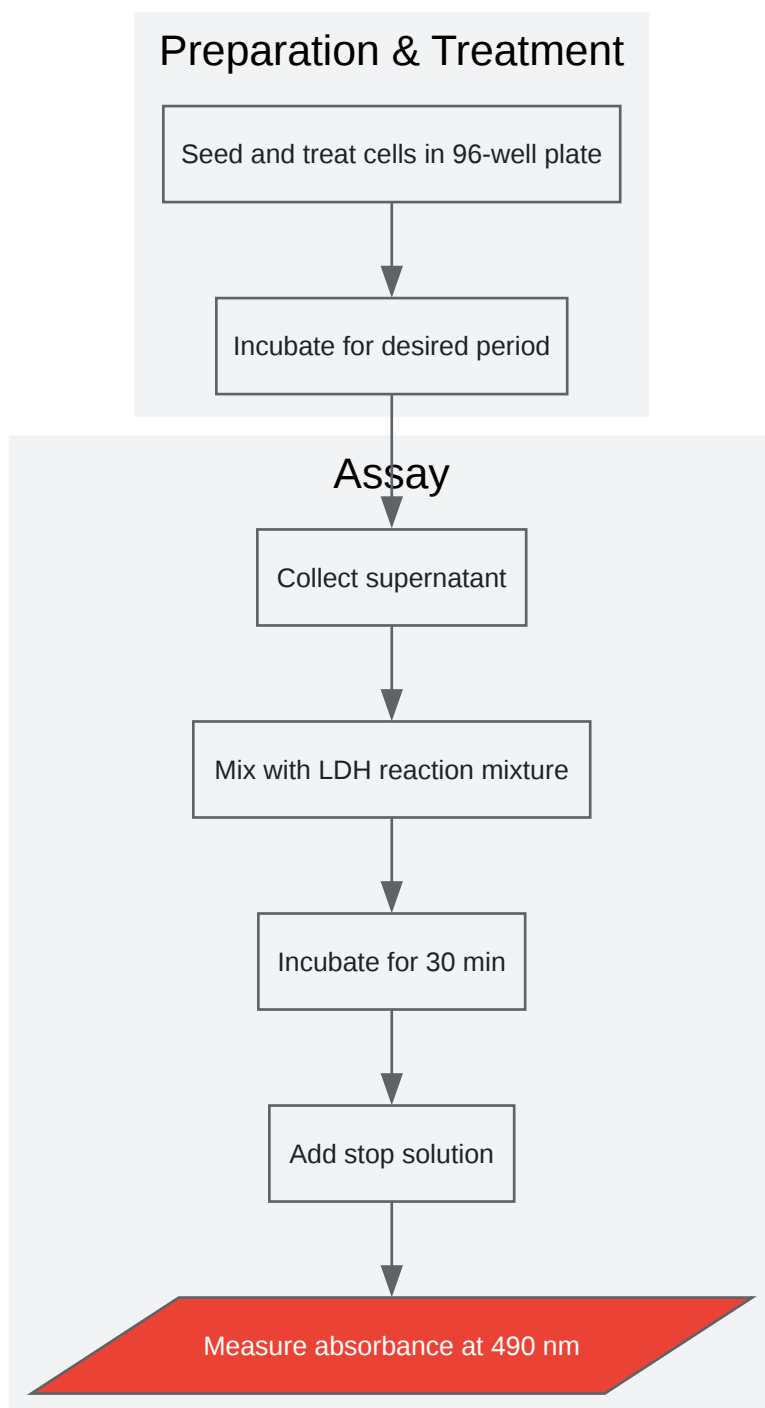 Preparation & Treatment
Seed and treat cells in 96-well plate
Incubate for desired period
Assay
Collect supernatant
Mix with LDH reaction mixture
Incubate for 30 min
Add stop solution
Measure absorbance at 490 nm